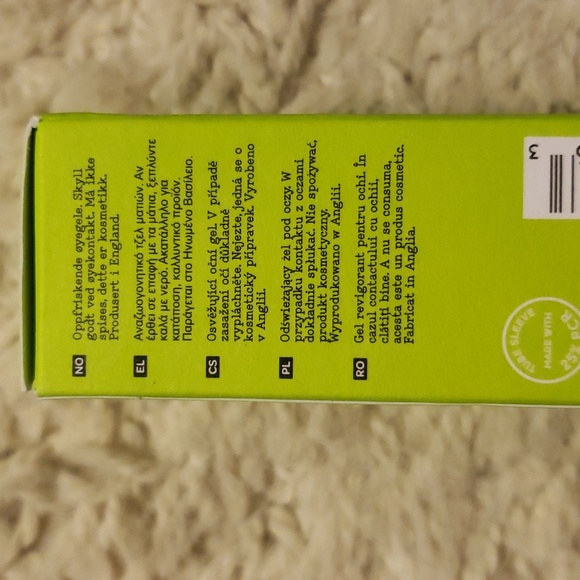 NO Oppfriskende øyegele. Skyll
godt ved øyekontakt. Må ikke
spises, dette er kosmetikk.
Produsert i England.
EL Αναζωογονητικό τζελ ματιών. Αν
έρθει σε επαφή με τα μάτια, ξεπλύντε
καλά με νερό. Ακατάλληλο για
κατάποση, καλλυντικό προϊόν.
Παράγεται στο Ηνωμένο Βασίλειο.
CS Osvěžující oční gel. V případě
zasažení očí důkladně
vypláchněte. Nejezte, jedná se o
kosmetický přípravek. Vyrobeno
v Anglii.
PL Odświeżający żel pod oczy. W
przypadku kontaktu z oczami
dokładnie spłukać. Nie spożywać,
produkt kosmetyczny.
Wyprodukowano w Anglii.
RO Gel revigorant pentru ochi. În
cazul contactului cu ochii,
clătiți bine. A nu se consuma,
acesta este un produs cosmetic.
Fabricat în Anglia.
TUBE SLEEVE
MADE WITH
25% PCR
3